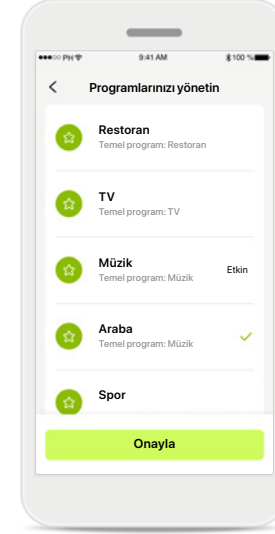 ●●●○○ PH 9:41 AM 100 %
Programlarınızı yönetin
Restoran
Temel program: Restoran
TV
Temel program: TV
Müzik
Temel program: Müzik
Etkin
Araba
Temel program: Müzik
Spor
Onayla